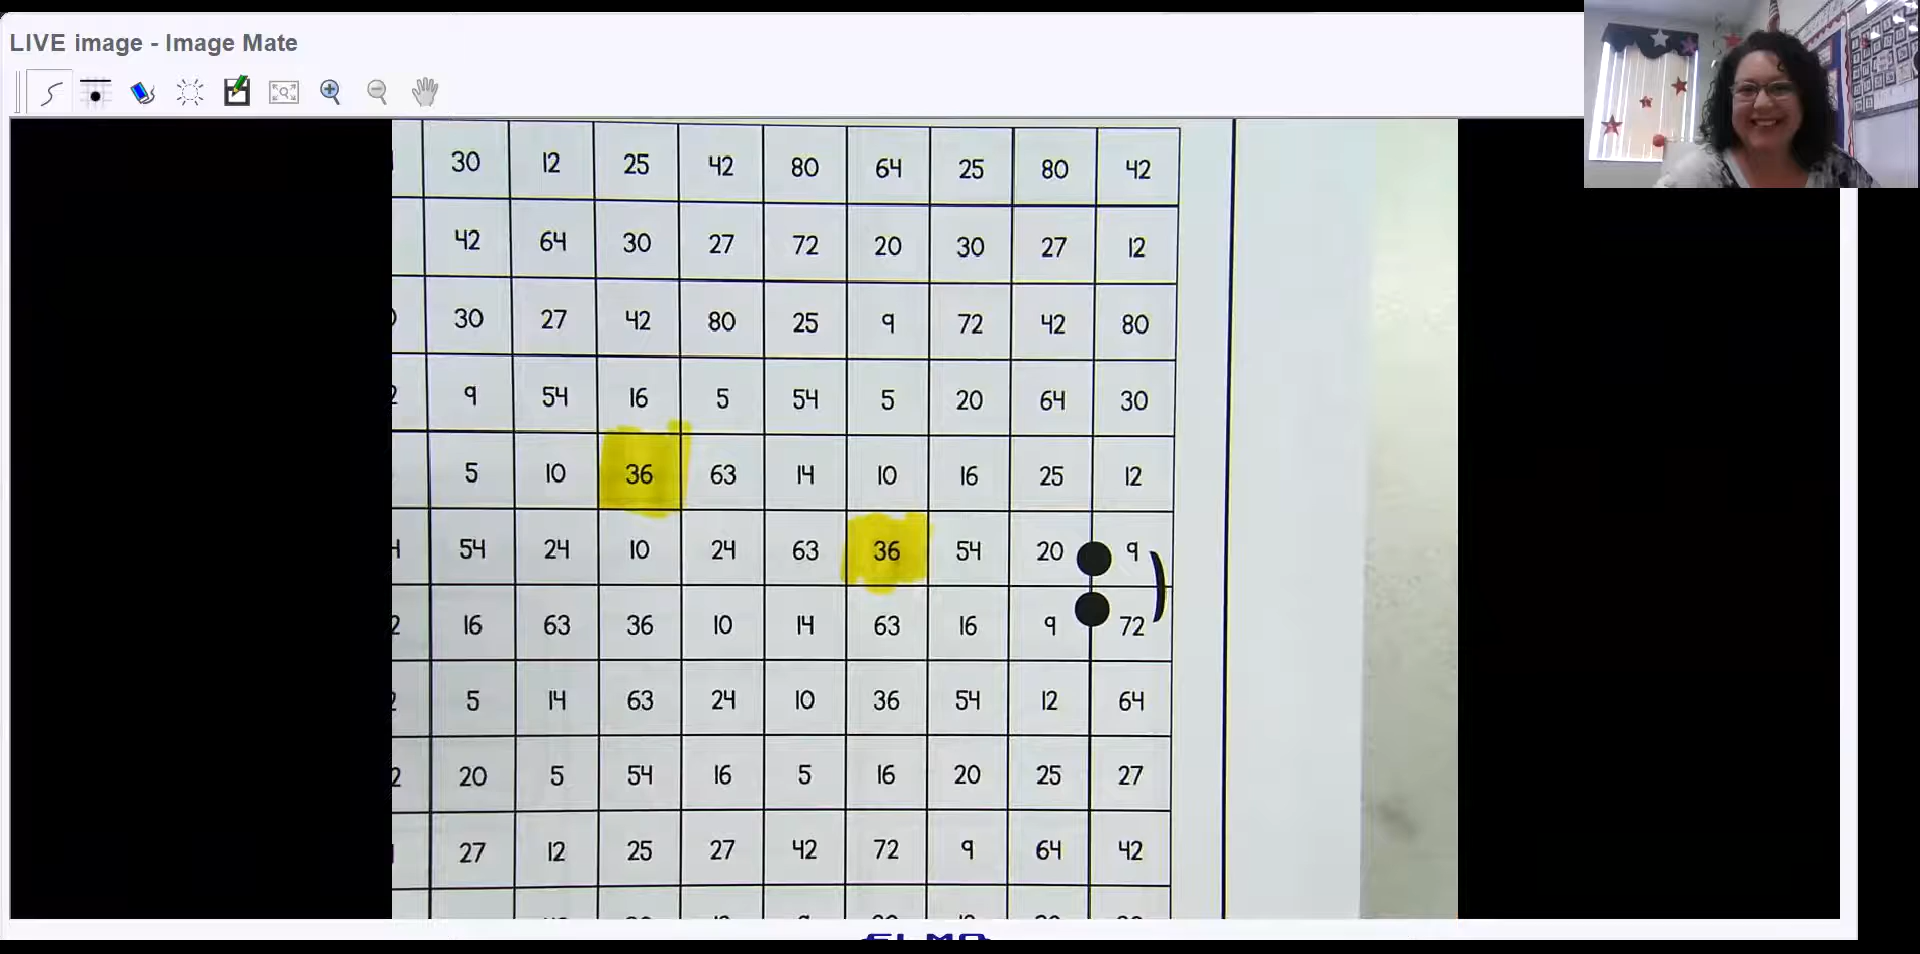 LIVE image - Image Mate
30 12 25 42 80 64 25 80 42
42 64 30 27 72 20 30 27 12
30 27 42 80 25 9 72 42 80
9 54 16 5 54 5 20 64 30
5 10 36 63 14 10 16 25 12
54 24 10 24 63 36 54 20 9
16 63 36 10 14 63 16 9 72
5 14 63 24 10 36 54 12 64
20 5 54 16 5 16 20 25 27
27 12 25 27 42 72 9 64 42